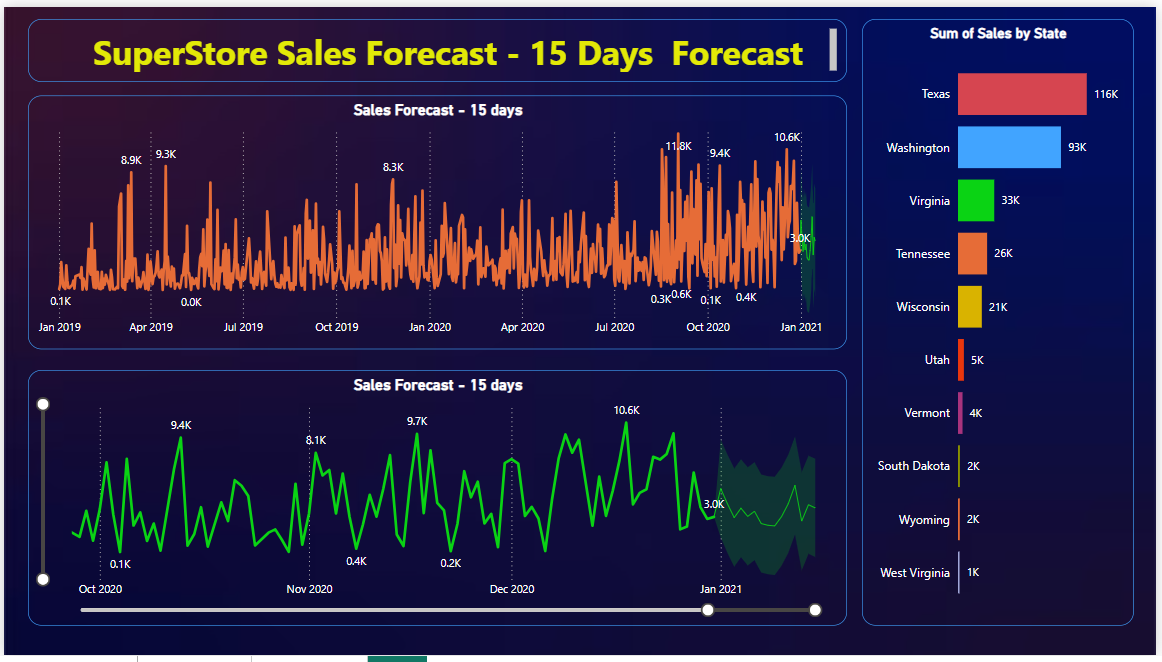 SuperStore Sales Forecast - 15 Days  Forecast
Sales Forecast - 15 days
11.8K
10.6K
8.9K
9.3K
9.4K
8.3K
3.0K
0.1K
0.0K
0.3K
0.6K
0.1K
0.4K
Jan 2019
Apr 2019
Jul 2019
Oct 2019
Jan 2020
Apr 2020
Jul 2020
Oct 2020
Jan 2021
Sales Forecast - 15 days
9.4K
8.1K
9.7K
10.6K
3.0K
0.1K
0.4K
0.2K
Oct 2020
Nov 2020
Dec 2020
Jan 2021
Sum of Sales by State
Texas 116K
Washington 93K
Virginia 33K
Tennessee 26K
Wisconsin 21K
Utah 5K
Vermont 4K
South Dakota 2K
Wyoming 2K
West Virginia 1K